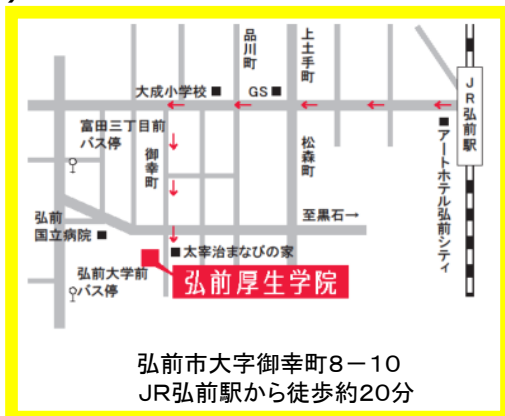 品川町
上土手町
大成小学校
GS
JR弘前駅
富田三丁目前
バス停
御幸町
松森町
アートホテル弘前シティ
弘前
国立病院
至黒石→
太宰治まなびの家
弘前大学前
バス停
弘前厚生学院
弘前市大字御幸町8－10
JR弘前駅から徒歩約20分